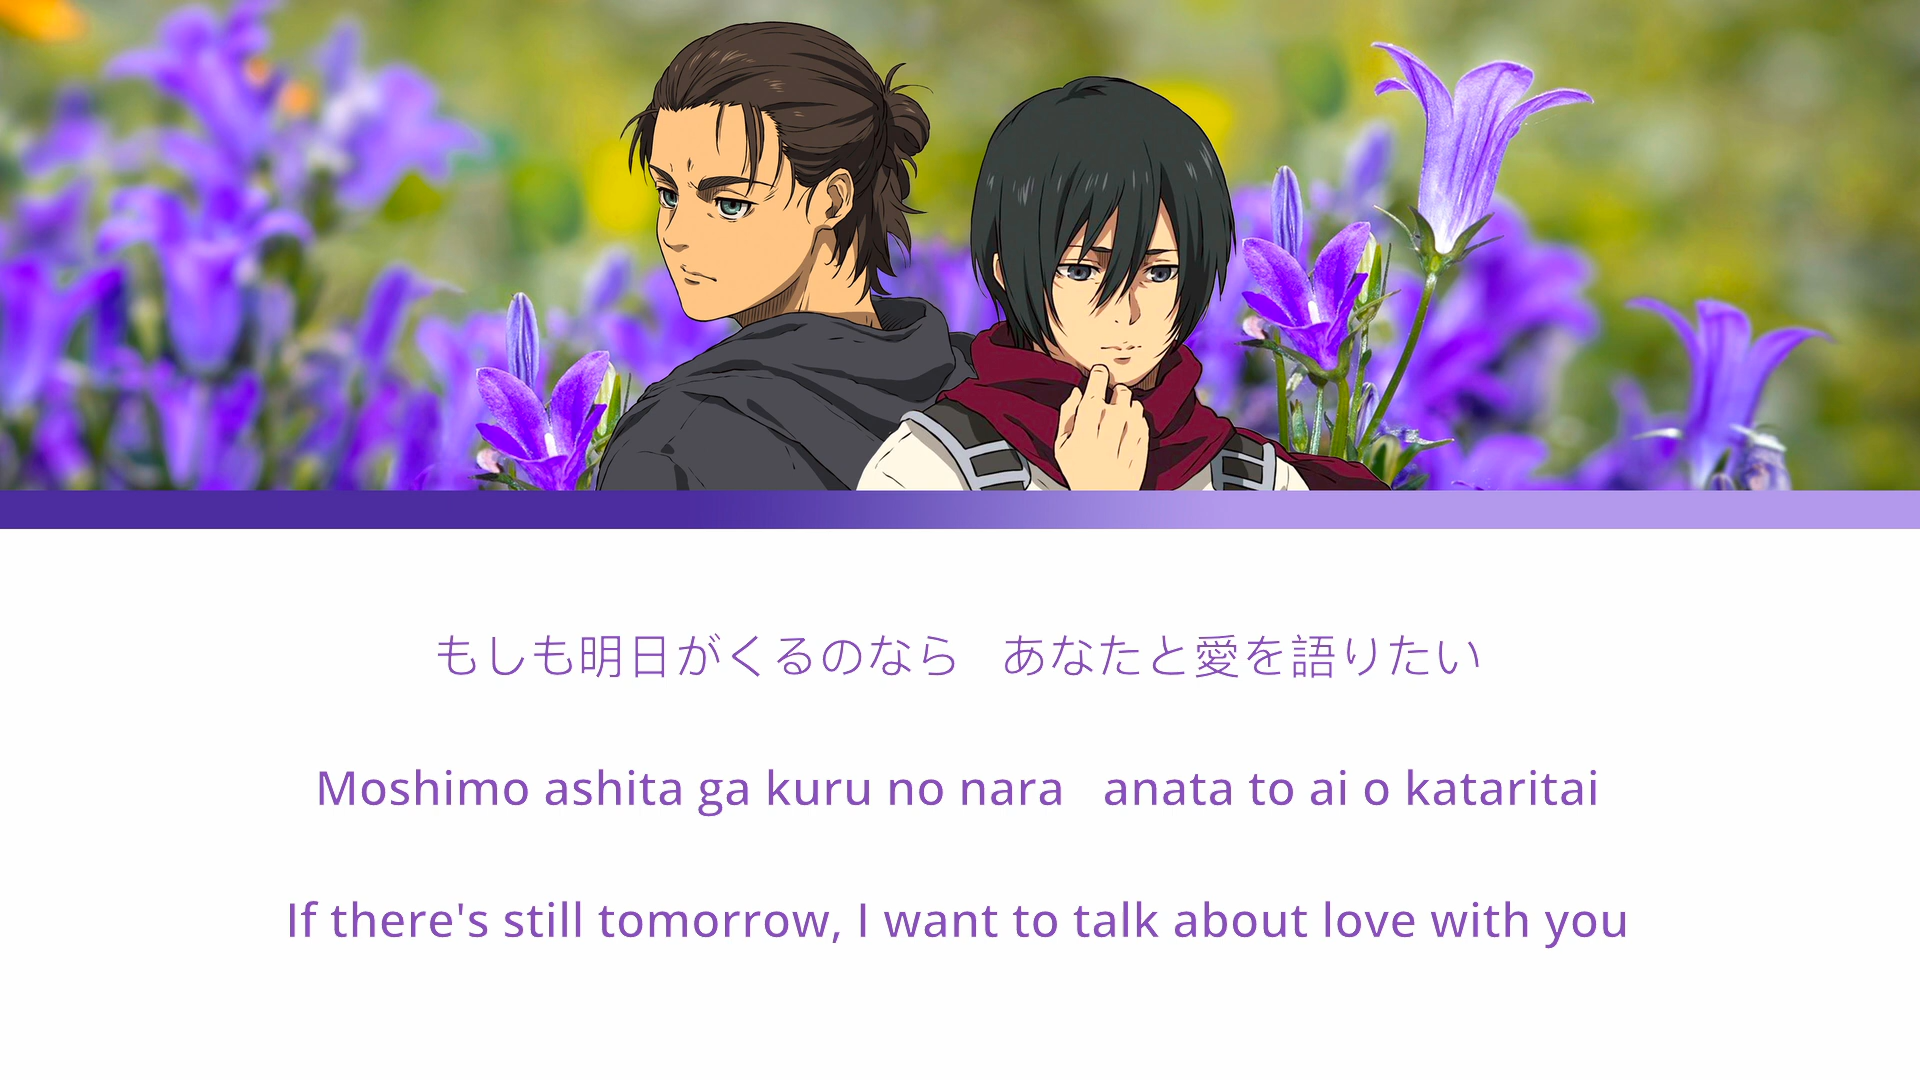 もしも明日がくるのなら　あなたと愛を語りたい
Moshimo ashita ga kuru no nara   anata to ai o kataritai
If there's still tomorrow, I want to talk about love with you